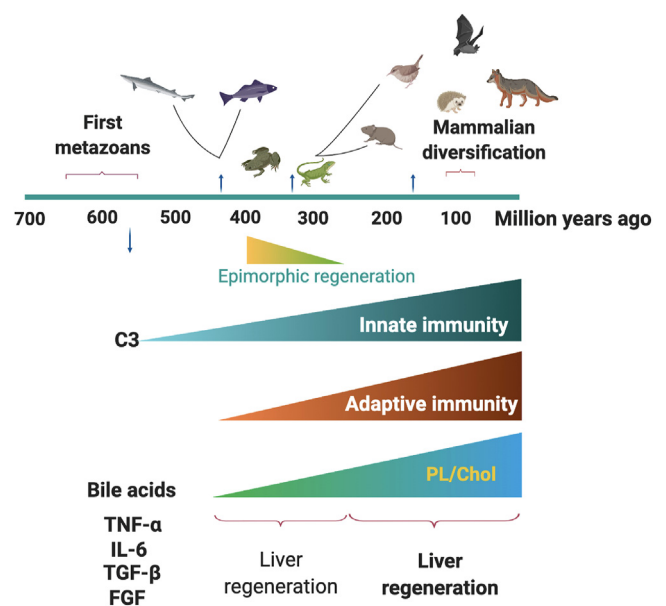 First
metazoans
Mammalian
diversification
700 600 500 400 300 200 100 Million years ago
Epimorphic regeneration
C3
Innate immunity
Adaptive immunity
PL/Chol
Bile acids
TNF-α
IL-6
TGF-β
FGF
Liver
regeneration
Liver
regeneration